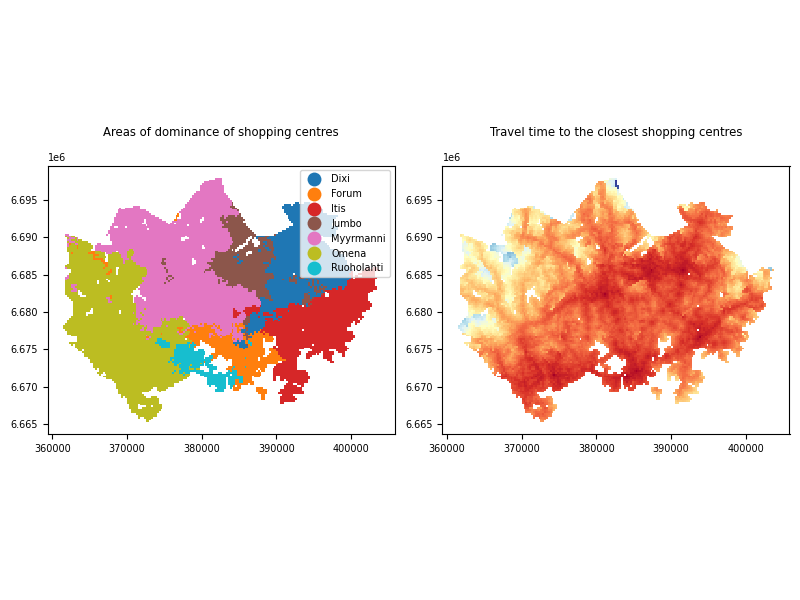 Areas of dominance of shopping centres
1e6
6.695
6.690
6.685
6.680
6.675
6.670
6.665
360000 370000 380000 390000 400000
Dixi
Forum
Itis
Jumbo
Myyrmanni
Omena
Ruoholahti
Travel time to the closest shopping centres
1e6
6.695
6.690
6.685
6.680
6.675
6.670
6.665
360000 370000 380000 390000 400000